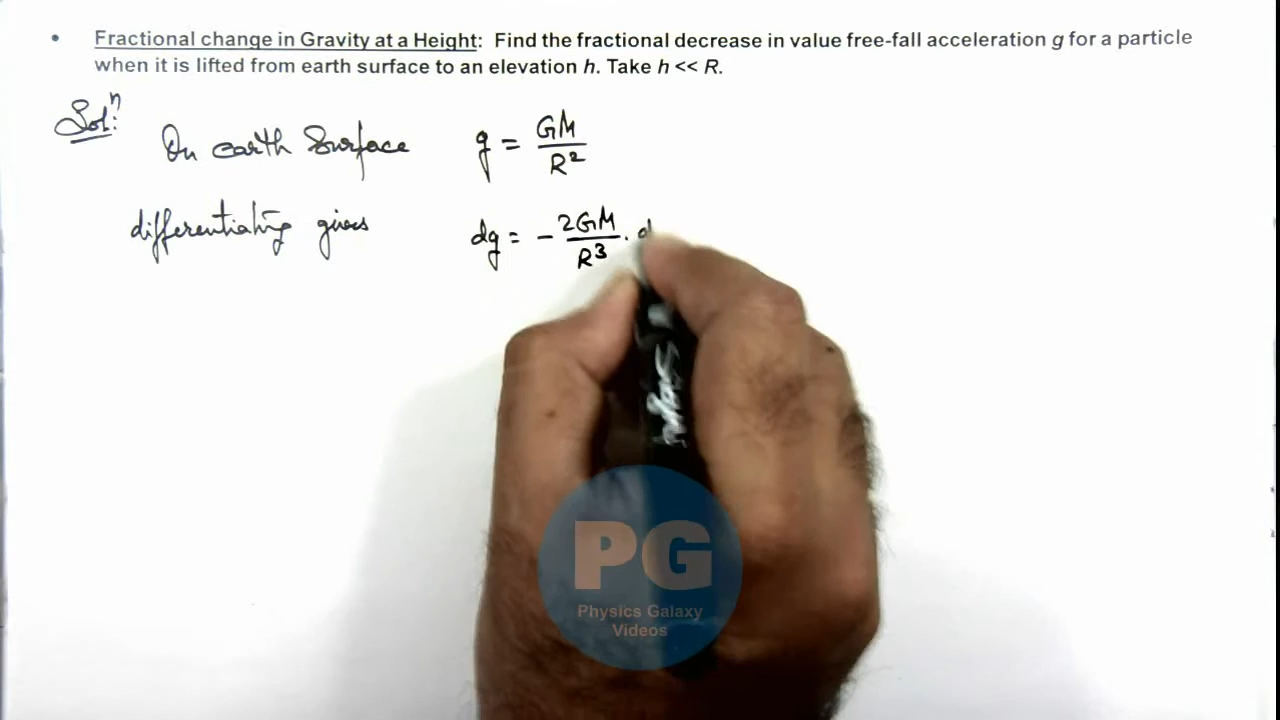 • Fractional change in Gravity at a Height: Find the fractional decrease in value free-fall acceleration g for a particle
when it is lifted from earth surface to an elevation h. Take h << R.
Solⁿ: On earth Surface g = GM/R²
differentiating gives dg = - 2GM/R³ . d
PG
Physics Galaxy
Videos